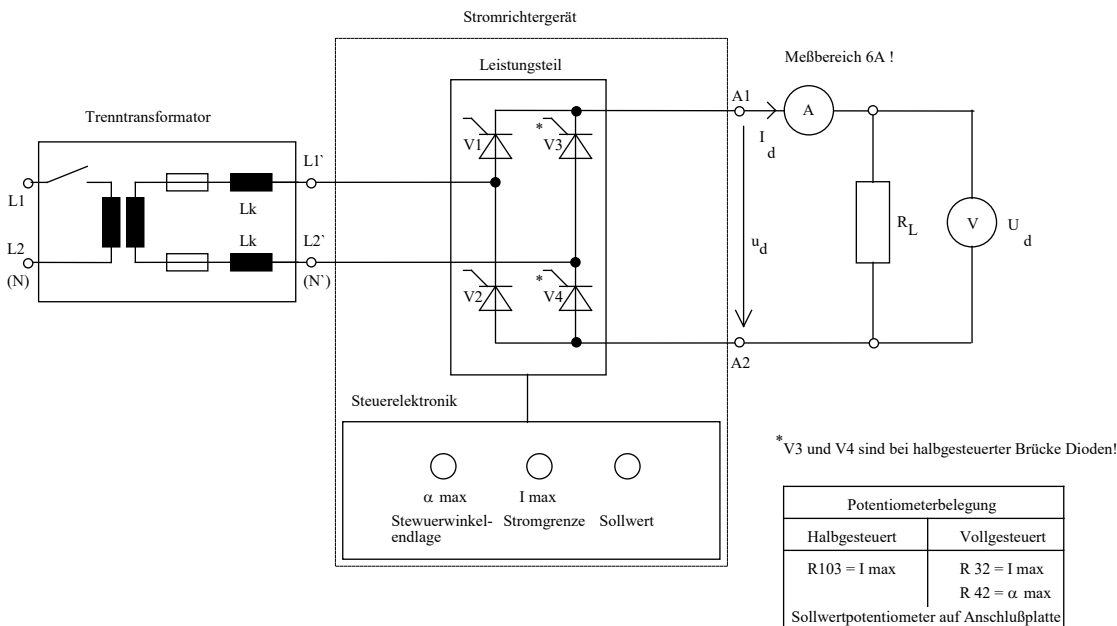 Stromrichtergerät
Meßbereich 6A !
Leistungsteil
Trenntransformator
A1
A
I d
V1
* V3
L1`
L1
Lk
L2
(N)
Lk
L2`
(N`)
u d
R L
V
U d
V2
* V4
A2
Steuerelektronik
α max
I max
Stewuerwinkel-
endlage
Stromgrenze
Sollwert
*V3 und V4 sind bei halbgesteuerter Brücke Dioden!
Potentiometerbelegung
Halbgesteuert
Vollgesteuert
R103 = I max
R 32 = I max
R 42 = α max
Sollwertpotentiometer auf Anschlußplatte